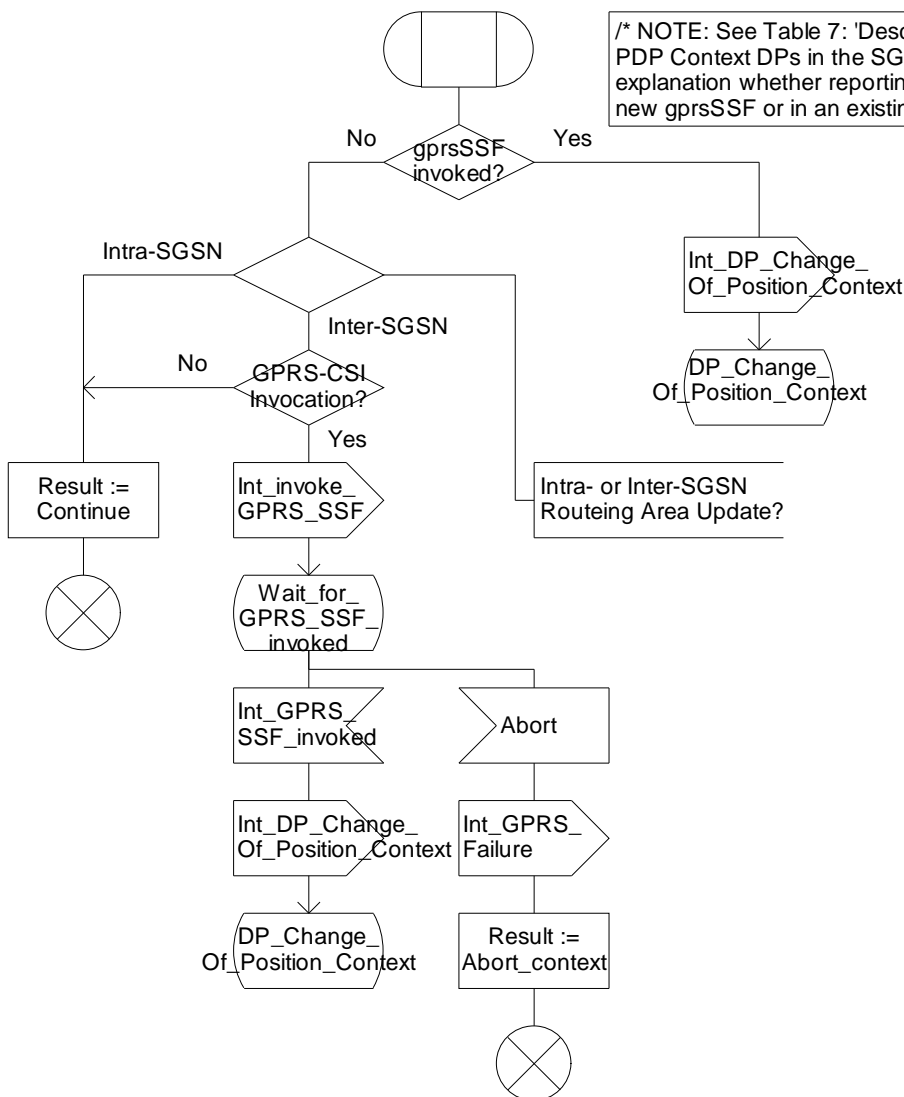 /* NOTE: See Table 7: 'Desc
PDP Context DPs in the SG
explanation whether reportin
new gprsSSF or in an existin
No
gprsSSF
invoked?
Yes
Intra-SGSN
Int_DP_Change_
Of_Position_Context
Inter-SGSN
No
GPRS-CSI
Invocation?
DP_Change_
Of_Position_Context
Yes
Result :=
Continue
Int_invoke_
GPRS_SSF
Intra- or Inter-SGSN
Routeing Area Update?
Wait_for_
GPRS_SSF_
invoked
Int_GPRS_
SSF_invoked
Abort
Int_DP_Change_
Of_Position_Context
Int_GPRS_
Failure
DP_Change_
Of_Position_Context
Result :=
Abort_context